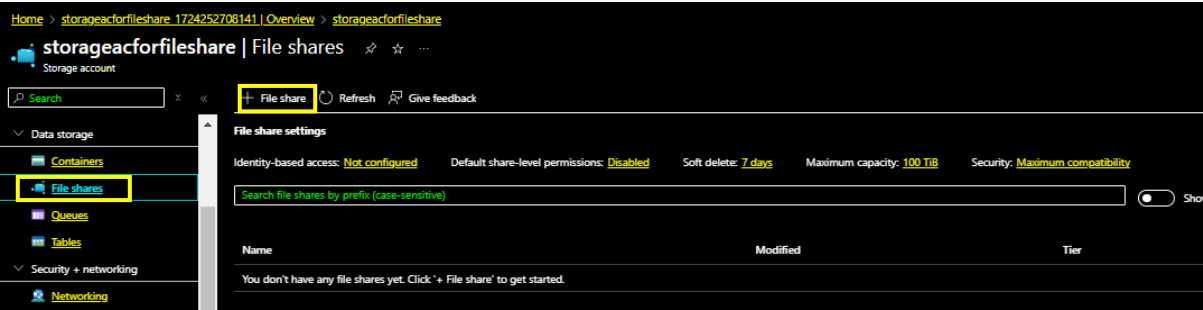 Home > storageacforfileshare_1724252708141 | Overview > storageacforfileshare
storageacforfileshare | File shares
Storage account
Search
+ File share Refresh Give feedback
Data storage
Containers
File shares
Queues
Tables
Security + networking
Networking
File share settings
Identity-based access: Not configured Default share-level permissions: Disabled Soft delete: 7 days Maximum capacity: 100 TiB Security: Maximum compatibility
Search file shares by prefix (case-sensitive)
Name Modified Tier
You don't have any file shares yet. Click '+ File share' to get started.